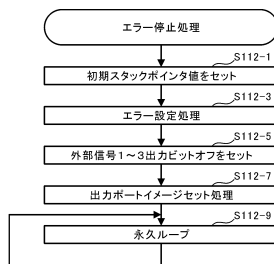 エラー停止処理
S112-1
初期スタックポインタ値をセット
S112-3
エラー設定処理
S112-5
外部信号1～3出力ビットオフをセット
S112-7
出力ポートイメージセット処理
S112-9
永久ループ